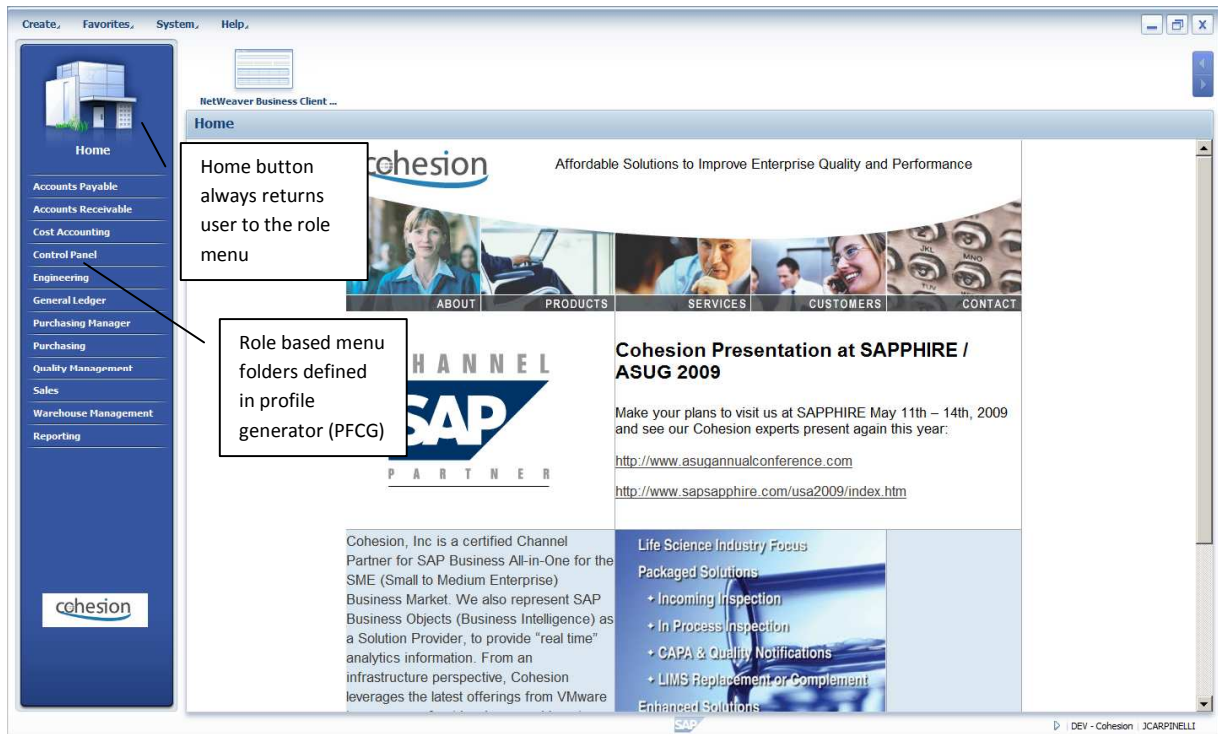 Create
Favorites
System
Help
NetWeaver Business Client ...
Home
Home
Accounts Payable
Accounts Receivable
Cost Accounting
Control Panel
Engineering
General Ledger
Purchasing Manager
Purchasing
Quality Management
Sales
Warehouse Management
Reporting
cohesion
Home button
always returns
user to the role
menu
Role based menu
folders defined
in profile
generator (PFCG)
cohesion
Affordable Solutions to Improve Enterprise Quality and Performance
JKL
MNO
TUV
ABOUT
PRODUCTS
SERVICES
CUSTOMERS
CONTACT
HANNEL
SAP
PARTNER
Cohesion Presentation at SAPPHIRE /
ASUG 2009
Make your plans to visit us at SAPPHIRE May 11th – 14th, 2009
and see our Cohesion experts present again this year:
http://www.asugannualconference.com
http://www.sapsapphire.com/usa2009/index.htm
Cohesion, Inc is a certified Channel
Partner for SAP Business All-in-One for the
SME (Small to Medium Enterprise)
Business Market. We also represent SAP
Business Objects (Business Intelligence) as
a Solution Provider, to provide "real time"
analytics information. From an
infrastructure perspective, Cohesion
leverages the latest offerings from VMware
Life Science Industry Focus
Packaged Solutions
+ Incoming Inspection
+ In Process Inspection
+ CAPA & Quality Notifications
+ LIMS Replacement or Complement
Enhanced Solutions
SAP
DEV - Cohesion
JCARPINELLI